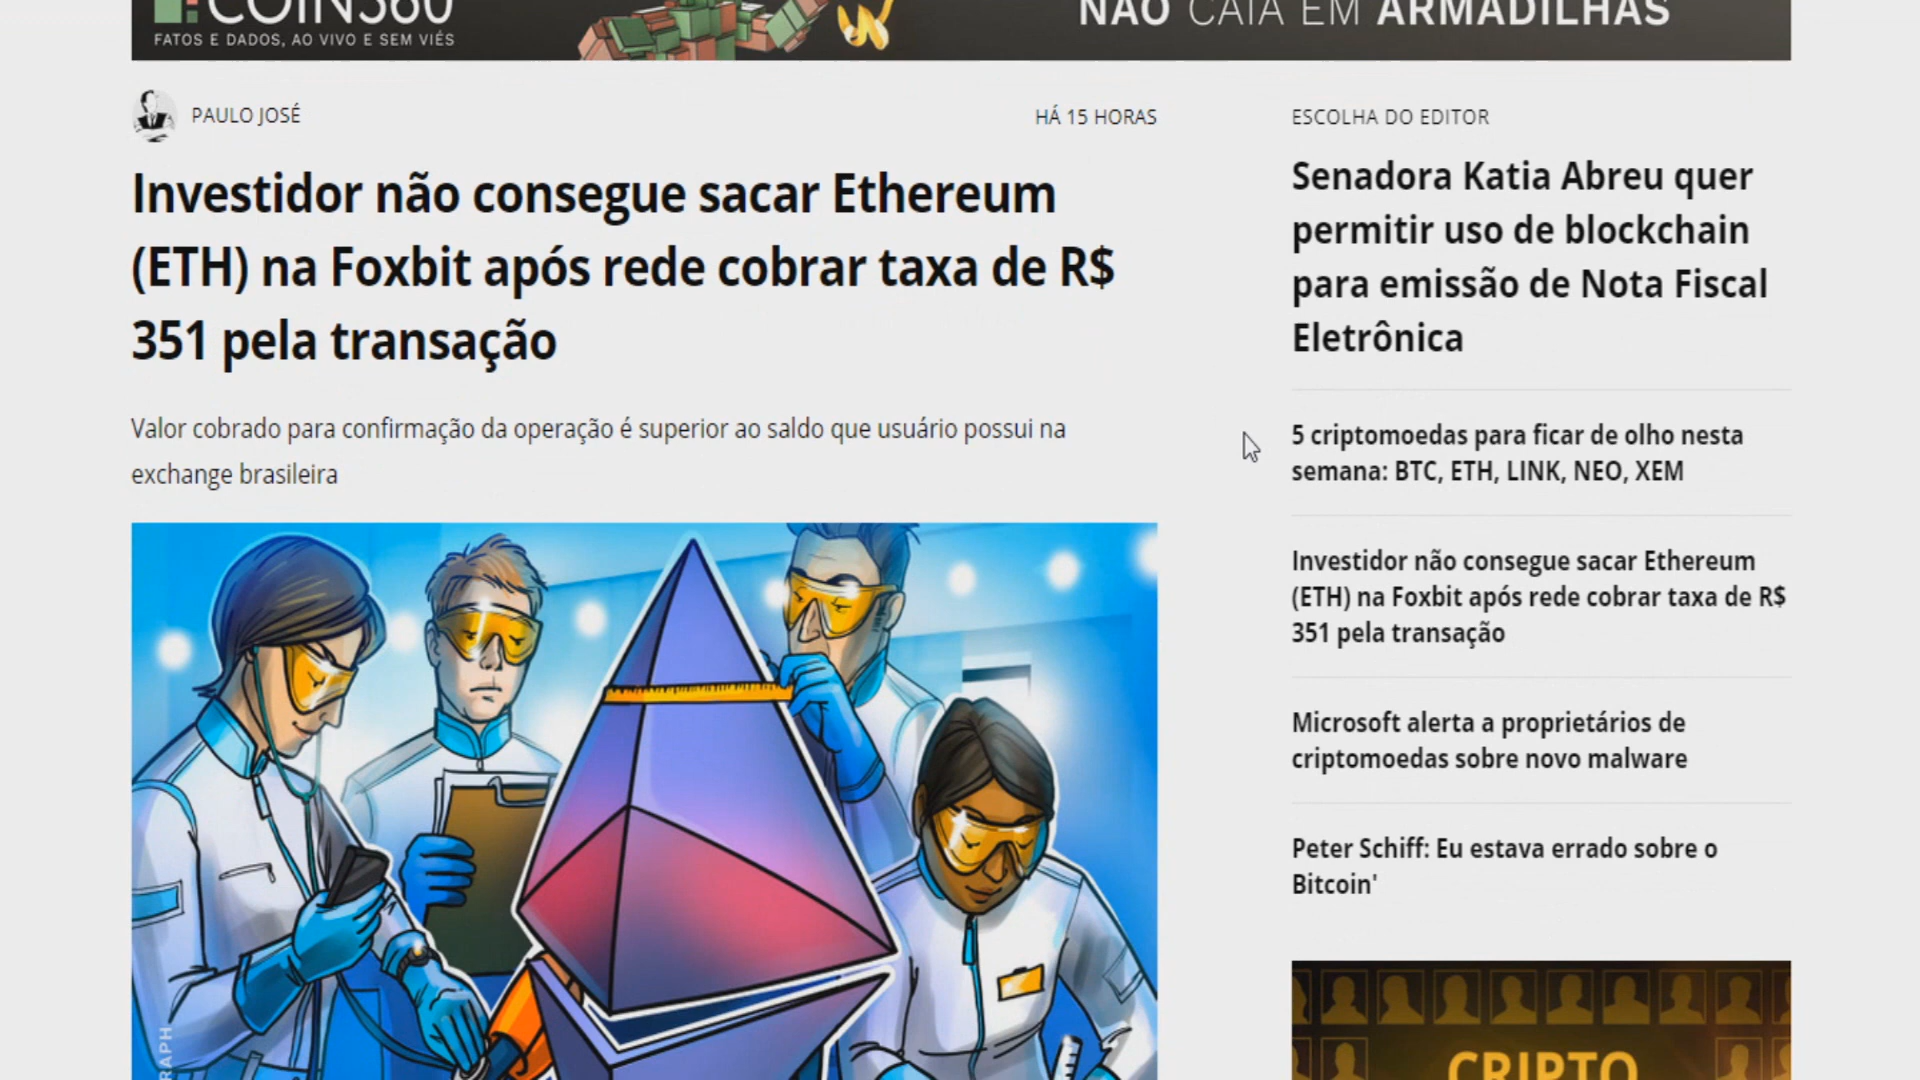 COIN360
FATOS E DADOS, AO VIVO E SEM VIÉS
NÃO CAIA EM ARMADILHAS
PAULO JOSÉ
HÁ 15 HORAS
Investidor não consegue sacar Ethereum
(ETH) na Foxbit após rede cobrar taxa de R$
351 pela transação
Valor cobrado para confirmação da operação é superior ao saldo que usuário possui na
exchange brasileira
ESCOLHA DO EDITOR
Senadora Katia Abreu quer
permitir uso de blockchain
para emissão de Nota Fiscal
Eletrônica
5 criptomoedas para ficar de olho nesta
semana: BTC, ETH, LINK, NEO, XEM
Investidor não consegue sacar Ethereum
(ETH) na Foxbit após rede cobrar taxa de R$
351 pela transação
Microsoft alerta a proprietários de
criptomoedas sobre novo malware
Peter Schiff: Eu estava errado sobre o
Bitcoin'
CRIPTO